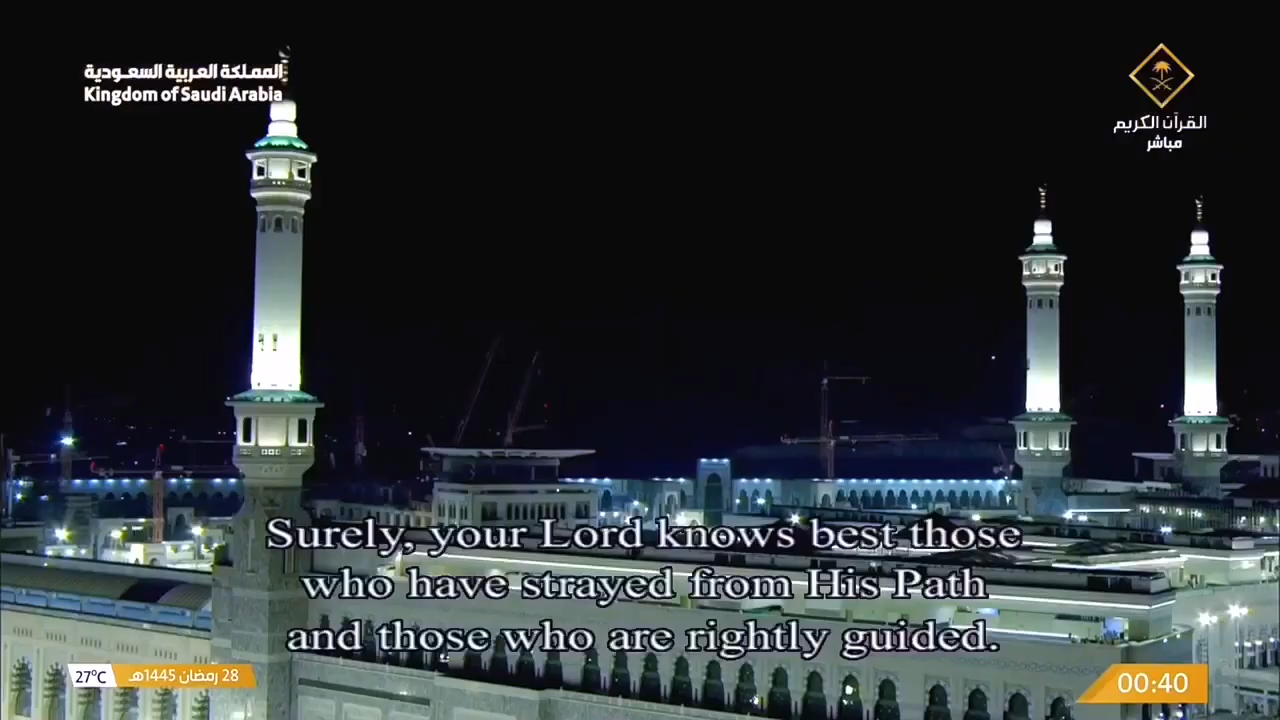 المملكة العربية السعودية
Kingdom of Saudi Arabia
القرآن الكريم
مباشر
Surely, your Lord knows best those
who have strayed from His Path
and those who are rightly guided.
27°C
28 رمضان 1445هـ
00:40